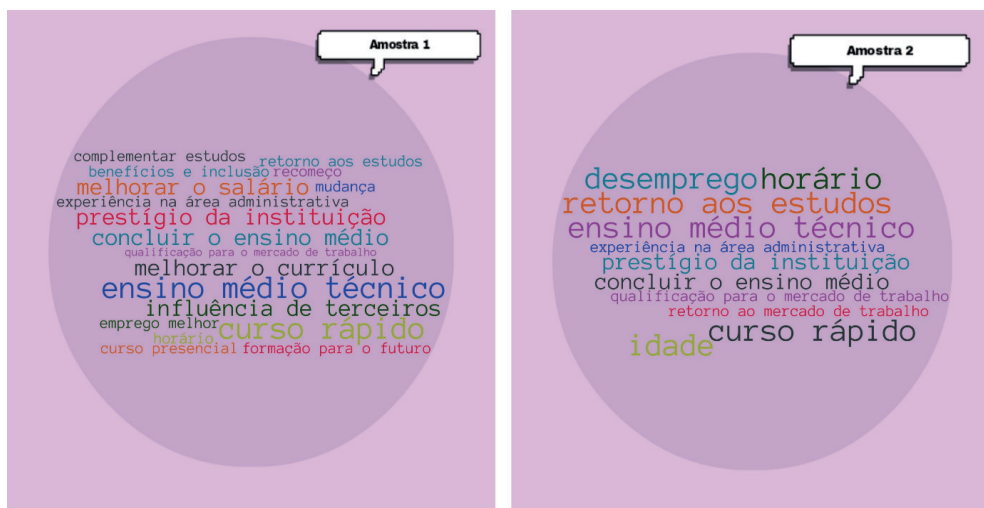 Amostra 1
complementar estudos
retorno aos estudos
benefícios e inclusão
recomeço
melhorar o salário
mudança
experiência na área administrativa
prestígio da instituição
concluir o ensino médio
qualificação para o mercado de trabalho
melhorar o currículo
ensino médio técnico
influência de terceiros
emprego melhor
curso rápido
horário
curso presencial
formação para o futuro
Amostra 2
desemprego
horário
retorno aos estudos
ensino médio técnico
experiência na área administrativa
prestígio da instituição
concluir o ensino médio
qualificação para o mercado de trabalho
retorno ao mercado de trabalho
curso rápido
idade